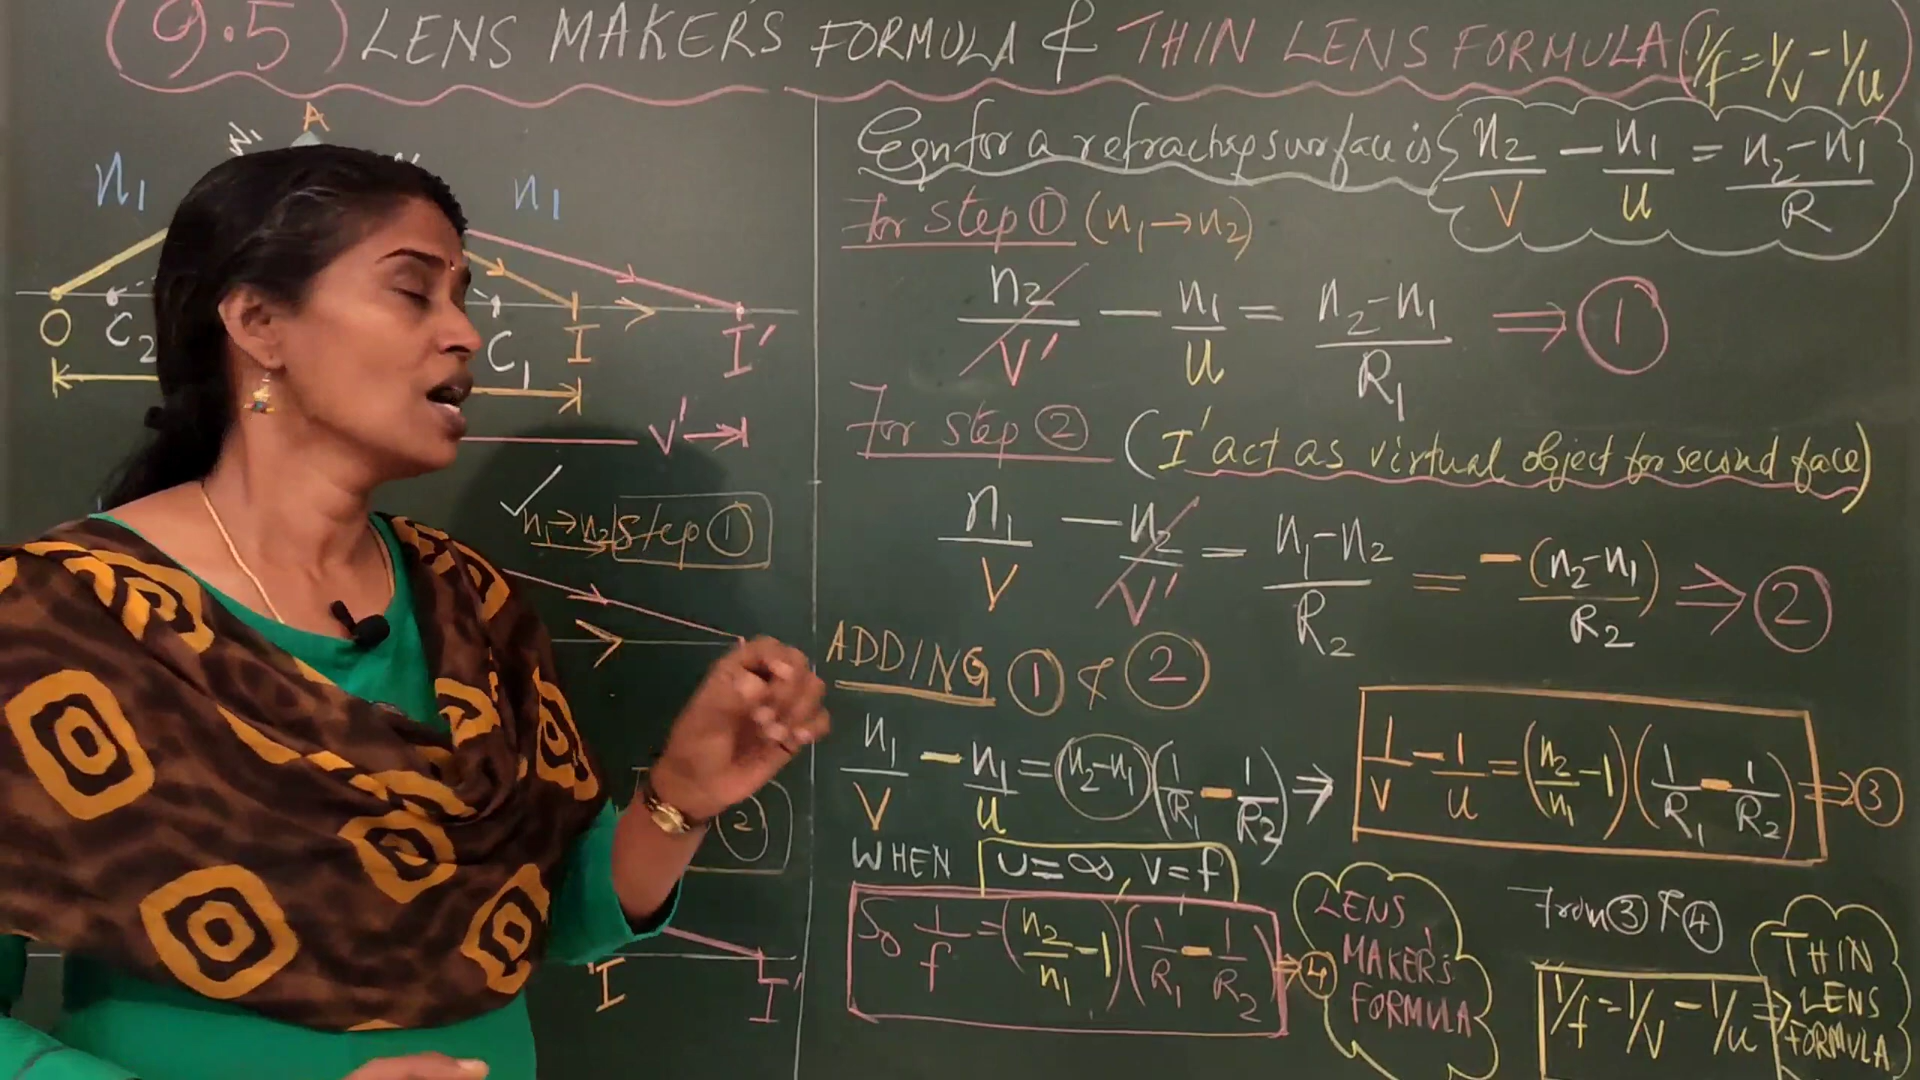 9.5) LENS MAKER'S FORMULA & THIN LENS FORMULA (1/f = 1/v - 1/u)
A
N1
n1 n1
O C2 C1 I I'
V'
✓ n1→n2 Step ①
②
I I'
Eqn for a refracting surface is n2/V - n1/u = n2-n1/R
For Step ① (n1→n2)
n2/V' - n1/u = n2-n1/R1 ⇒ ①
For Step ② (I' act as virtual object for second face)
n1/V - n2/V' = n1-n2/R2 = -(n2-n1)/R2 ⇒ ②
ADDING ① & ②
n1/V - n1/u = (n2-n1)(1/R1 - 1/R2) ⇒ 1/V - 1/u = (n2/n1 - 1)(1/R1 - 1/R2) ⇒ ③
WHEN u=∞, v=f
So 1/f = (n2/n1 - 1)(1/R1 - 1/R2) ⇒ ④
LENS
MAKER'S
FORMULA
From ③ & ④
1/f = 1/v - 1/u ⇒
THIN
LENS
FORMULA